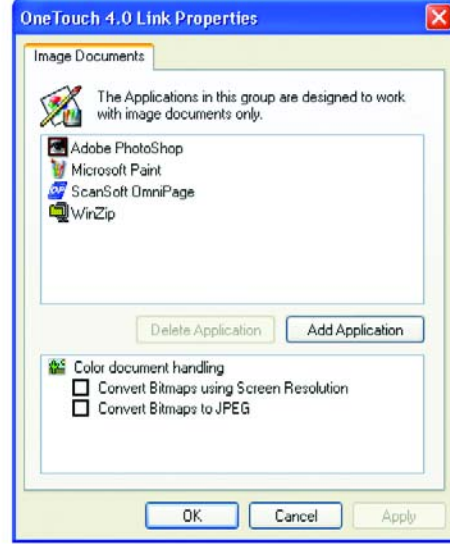 OneTouch 4.0 Link Properties
Image Documents
The Applications in this group are designed to work
with image documents only.
Adobe PhotoShop
Microsoft Paint
ScanSoft OmniPage
WinZip
Delete Application
Add Application
Color document handling
Convert Bitmaps using Screen Resolution
Convert Bitmaps to JPEG
OK
Cancel
Apply